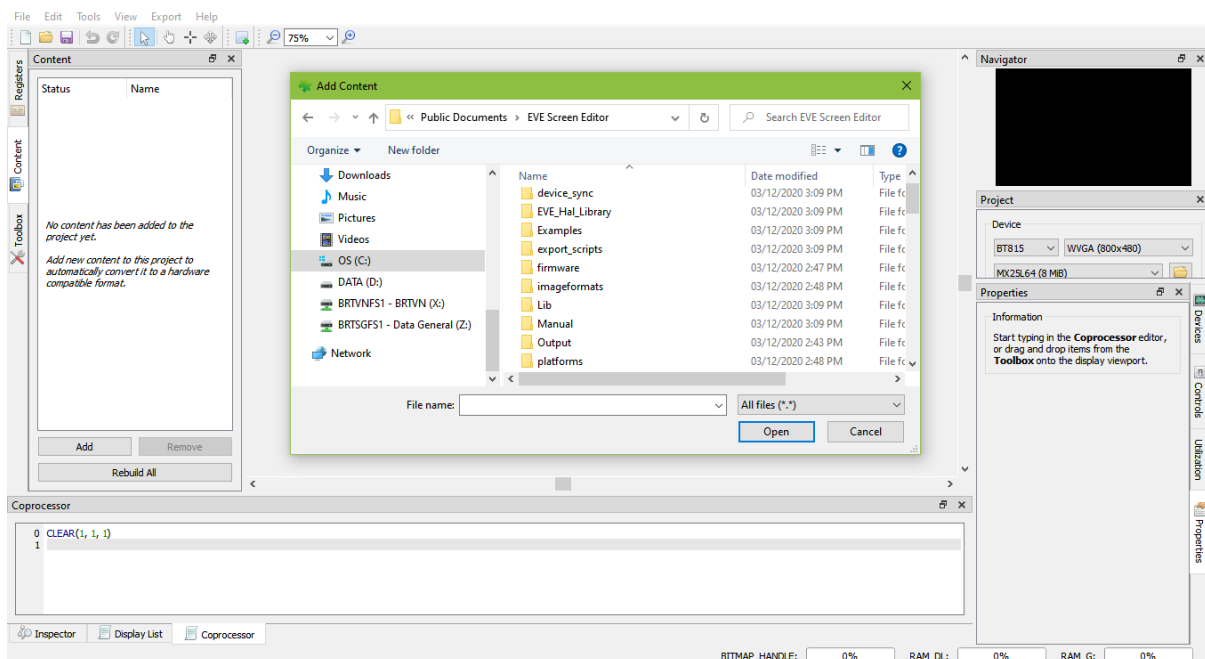 File Edit Tools View Export Help
75%
Registers
Content
Toolbox
Content
Status Name
No content has been added to the
project yet.
Add new content to this project to
automatically convert it to a hardware
compatible format.
Add Remove
Rebuild All
Add Content
« Public Documents › EVE Screen Editor
Search EVE Screen Editor
Organize New folder
Downloads
Music
Pictures
Videos
OS (C:)
DATA (D:)
BRTVNFS1 - BRTVN (X:)
BRTSGFS1 - Data General (Z:)
Network
Name Date modified Type
device_sync 03/12/2020 3:09 PM File fo
EVE_Hal_Library 03/12/2020 3:09 PM File fo
Examples 03/12/2020 3:09 PM File fo
export_scripts 03/12/2020 3:09 PM File fo
firmware 03/12/2020 2:47 PM File fo
imageformats 03/12/2020 2:48 PM File fo
Lib 03/12/2020 3:09 PM File fo
Manual 03/12/2020 3:09 PM File fo
Output 03/12/2020 2:43 PM File fo
platforms 03/12/2020 2:48 PM File fo
File name: All files (*.*)
Open Cancel
Navigator
Project
Device
BT815 WVGA (800x480)
MX25L64 (8 MiB)
Properties
Information
Start typing in the Coprocessor editor,
or drag and drop items from the
Toolbox onto the display viewport.
Devices
Controls
Utilization
Properties
Coprocessor
0 CLEAR(1, 1, 1)
1
Inspector Display List Coprocessor
BITMAP_HANDLE: 0% RAM_DL: 0% RAM_G: 0%